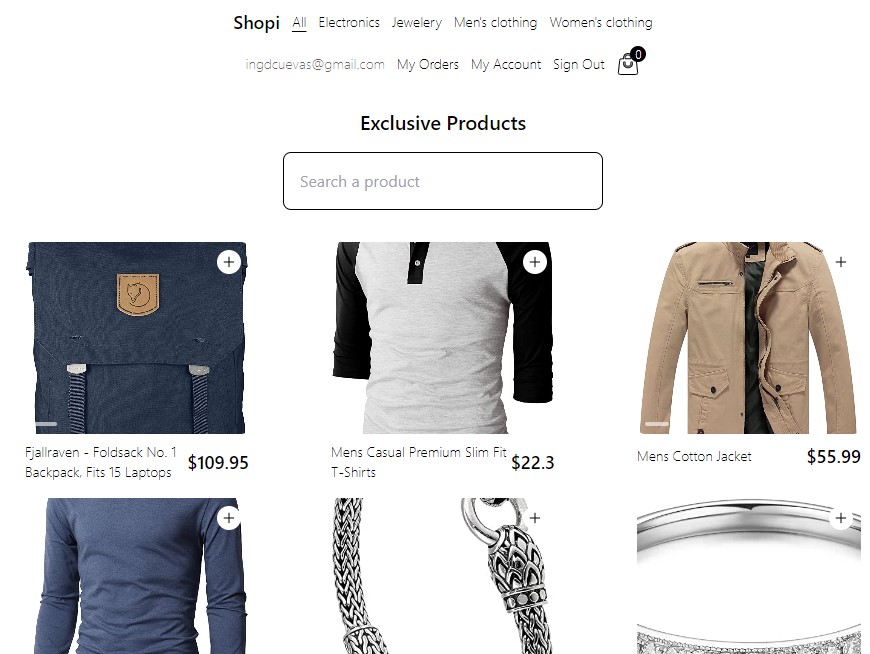 Shopi All Electronics Jewelery Men's clothing Women's clothing
ingdcuevas@gmail.com My Orders My Account Sign Out 0
Exclusive Products
Search a product
+ + +
Fjallraven - Foldsack No. 1
Backpack, Fits 15 Laptops
$109.95
Mens Casual Premium Slim Fit
T-Shirts
$22.3
Mens Cotton Jacket
$55.99
+ + +